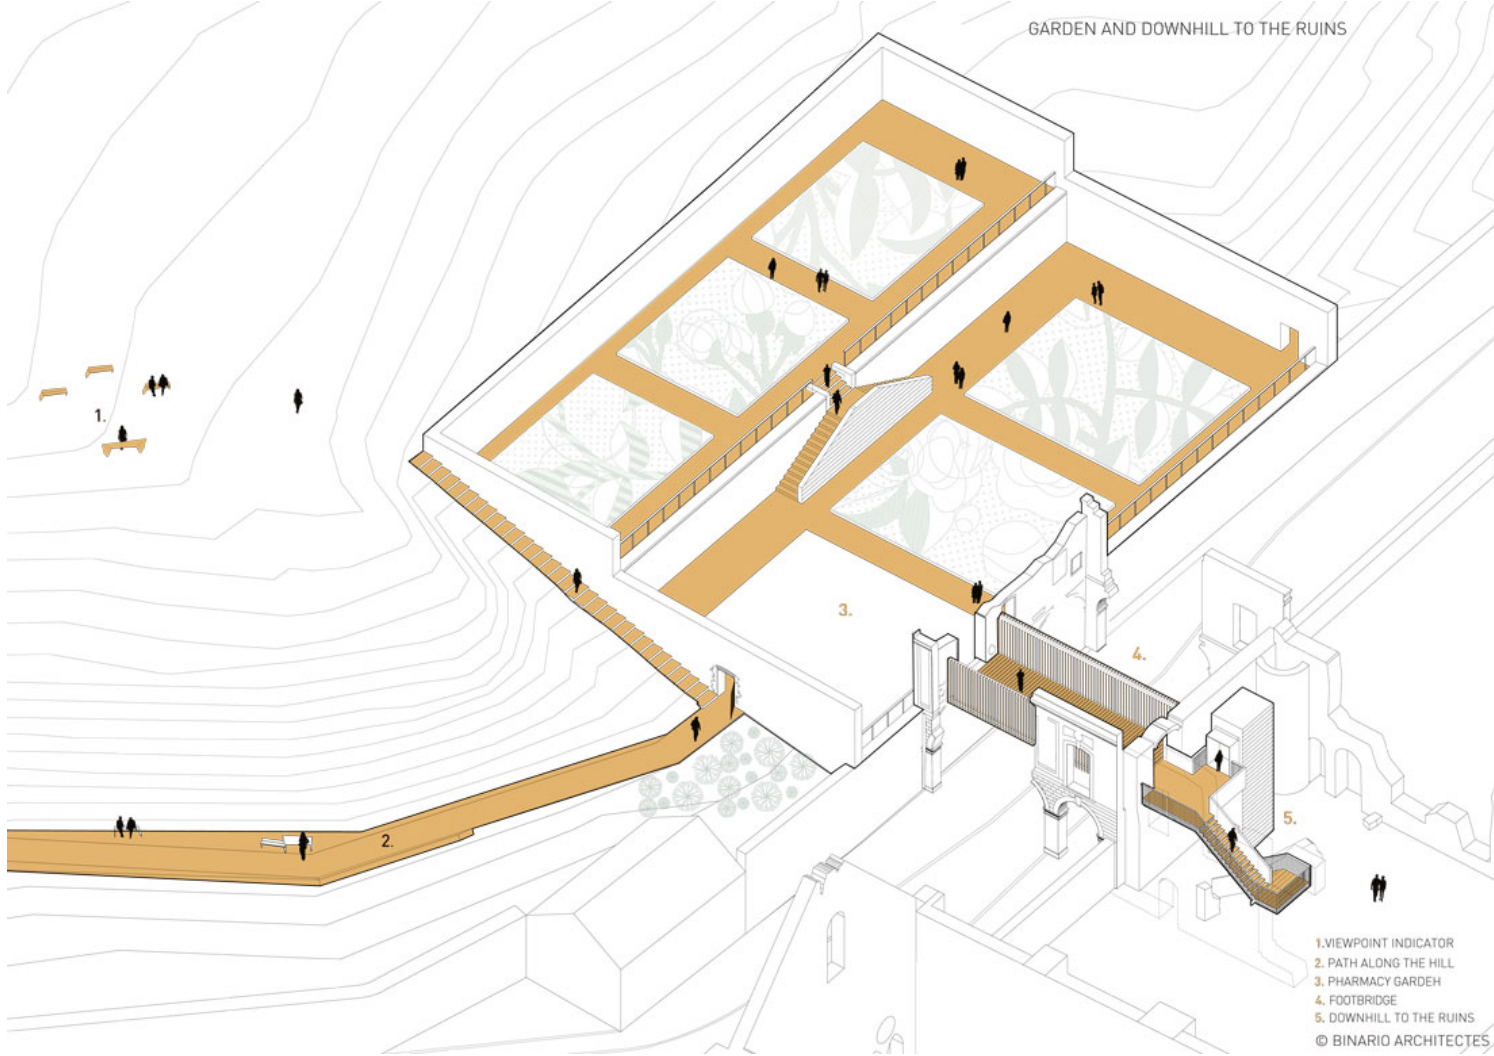 GARDEN AND DOWNHILL TO THE RUINS
1.
3.
4.
5.
2.
1.VIEWPOINT INDICATOR
2. PATH ALONG THE HILL
3. PHARMACY GARDEH
4. FOOTBRIDGE
5. DOWNHILL TO THE RUINS
© BINARIO ARCHITECTES